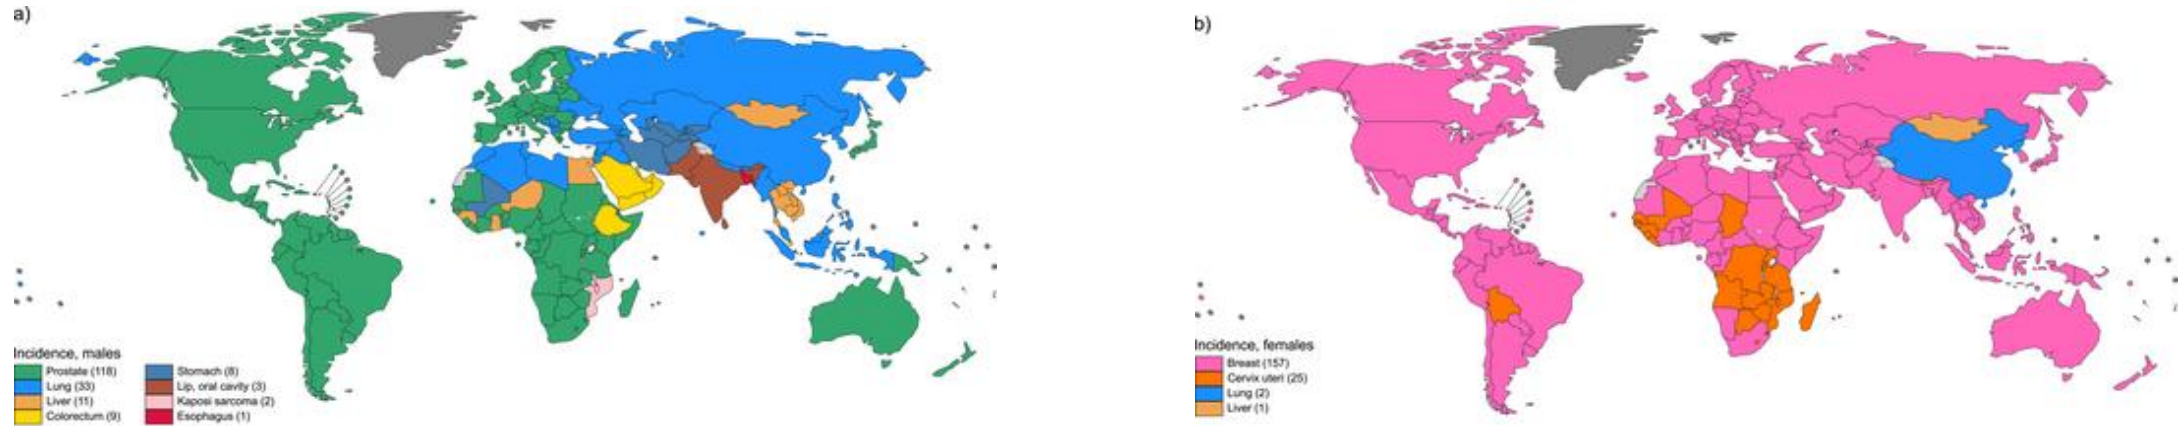 a)
Incidence, males
Prostate (118)
Lung (33)
Liver (11)
Colorectum (9)
Stomach (8)
Lip, oral cavity (3)
Kaposi sarcoma (2)
Esophagus (1)
b)
Incidence, females
Breast (157)
Cervix uteri (25)
Lung (2)
Liver (1)